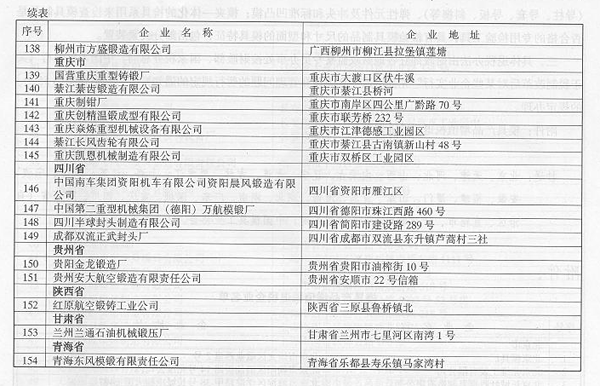 续表
序号 企业名称 企业地址
138 柳州市方盛锻造有限公司 广西柳州市柳江县拉堡镇莲塘
重庆市
139 国营重庆重型铸锻厂 重庆市大渡口区伏牛溪
140 綦江綦齿锻造有限公司 重庆市綦江县桥河
141 重庆制钳厂 重庆市南岸区四公里广黔路70号
142 重庆创精温锻成型有限公司 重庆市联芳桥232号
143 重庆焱炼重型机械设备有限公司 重庆市江津德感工业园区
144 綦江长风齿轮有限公司 重庆市綦江县古南镇新山村48号
145 重庆凯恩机械制造有限公司 重庆市双桥区工业园区
四川省
146 中国南车集团资阳机车有限公司资阳晨风锻造有限公司 四川省资阳市雁江区
147 中国第二重型机械集团（德阳）万航模锻厂 四川省德阳市珠江西路460号
148 四川半球封头制造有限公司 四川省简阳市建设路289号
149 成都双流正武封头厂 四川省成都市双流县东升镇芦蒿村三社
贵州省
150 贵阳金龙锻造厂 贵州省贵阳市油榨街10号
151 贵州安大航空锻造有限责任公司 贵州省安顺市22号信箱
陕西省
152 红原航空锻铸工业公司 陕西省三原县鲁桥镇北
甘肃省
153 兰州兰通石油机械锻压厂 甘肃省兰州市七里河区南湾1号
青海省
154 青海东风模锻有限责任公司 青海省乐都县寿乐镇马家湾村